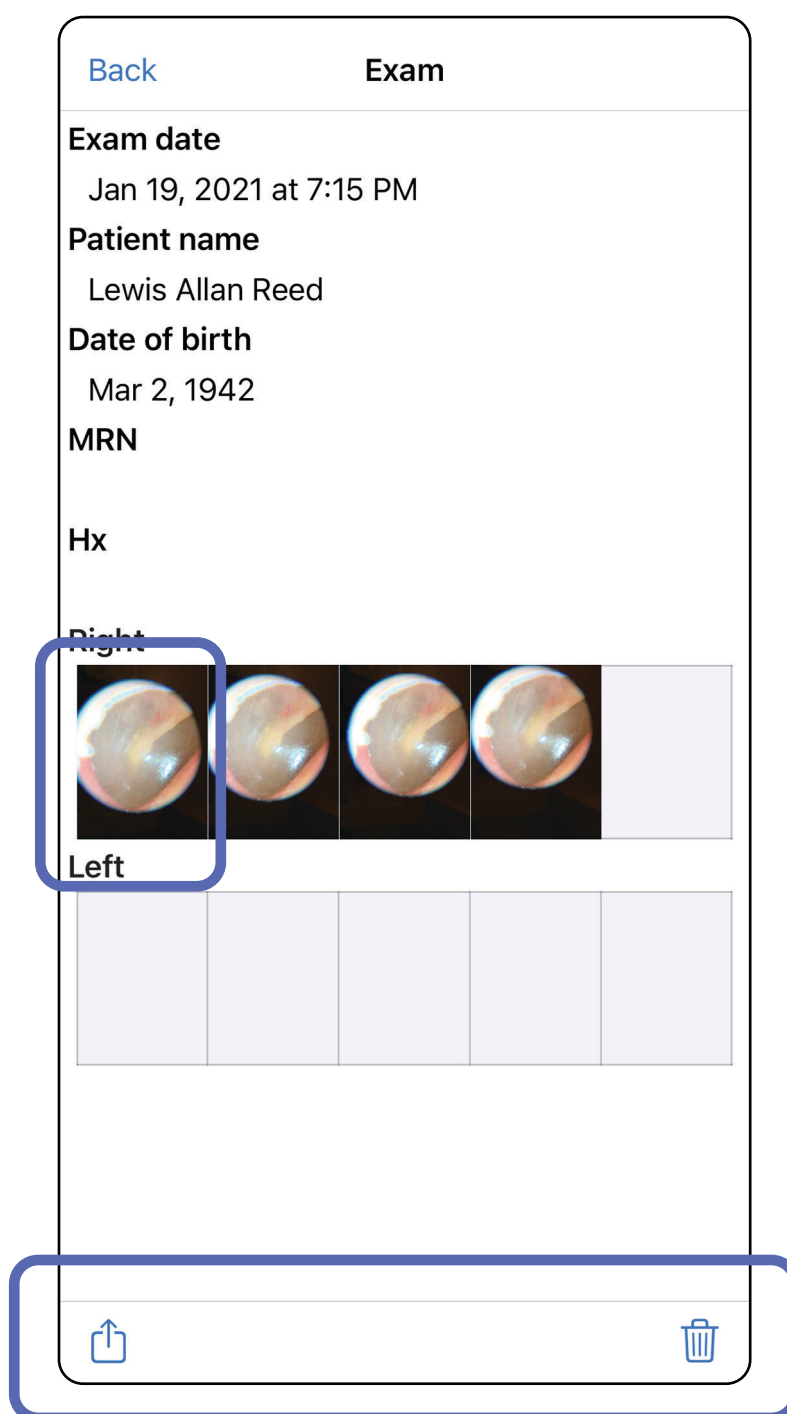 Back
Exam
Exam date
Jan 19, 2021 at 7:15 PM
Patient name
Lewis Allan Reed
Date of birth
Mar 2, 1942
MRN
Hx
Right
Left